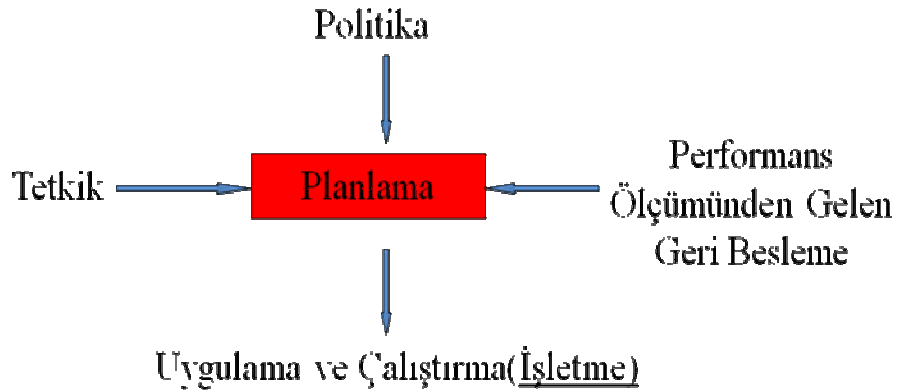 Politika
Tetkik
Planlama
Performans
Ölçümünden Gelen
Geri Besleme
Uygulama ve Çalıştırma(İşletme)